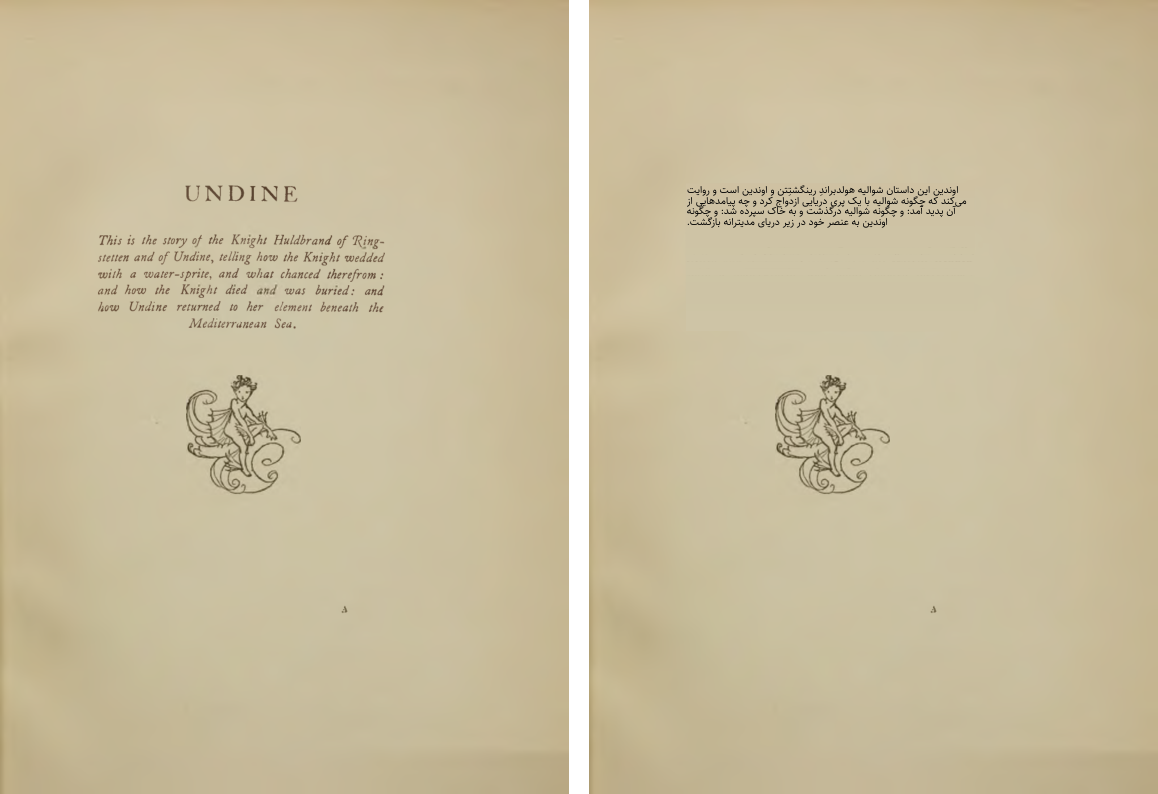 UNDINE
This is the story of the Knight Huldbrand of Ring-
stetten and of Undine, telling how the Knight wedded
with a water-sprite, and what chanced therefrom :
and how the Knight died and was buried: and
how Undine returned to her element beneath the
Mediterranean Sea.
A
اوندین این داستان شوالیه هولدبراندِ رینگشتِتن و اوندین است و روایت
می‌کند که چگونه شوالیه با یک پری دریایی ازدواج کرد و چه پیامدهایی از
آن پدید آمد: و چگونه شوالیه درگذشت و به خاک سپرده شد: و چگونه
اوندین به عنصر خود در زیر دریای مدیترانه بازگشت.
A